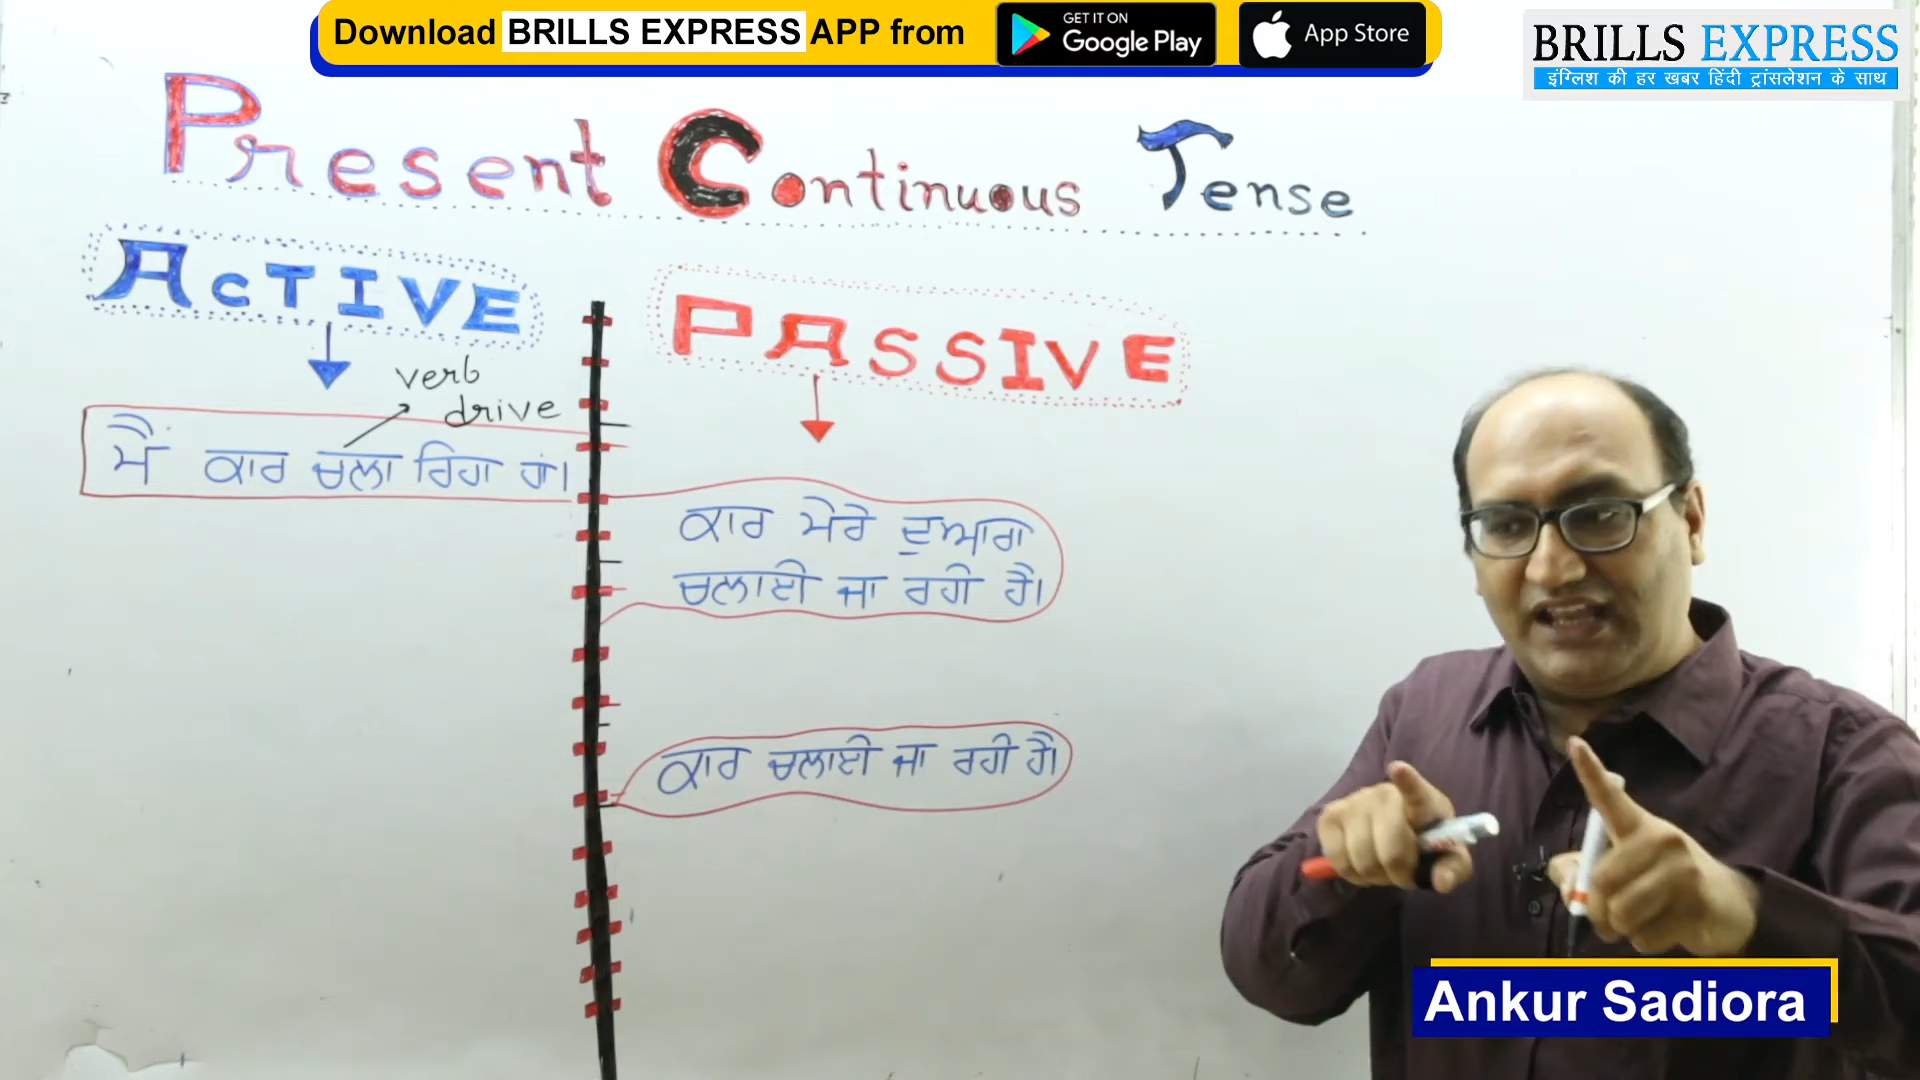 Download BRILLS EXPRESS APP from
GET IT ON
Google Play
App Store
BRILLS EXPRESS
इंग्लिश की हर खबर हिंदी ट्रांसलेशन के साथ
Present Continuous Tense
ACTIVE
PASSIVE
verb
drive
ਮੈਂ ਕਾਰ ਚਲਾ ਰਿਹਾ ਹਾਂ।
ਕਾਰ ਮੇਰੇ ਦੁਆਰਾ
ਚਲਾਈ ਜਾ ਰਹੀ ਹੈ।
ਕਾਰ ਚਲਾਈ ਜਾ ਰਹੀ ਹੈ।
Ankur Sadiora